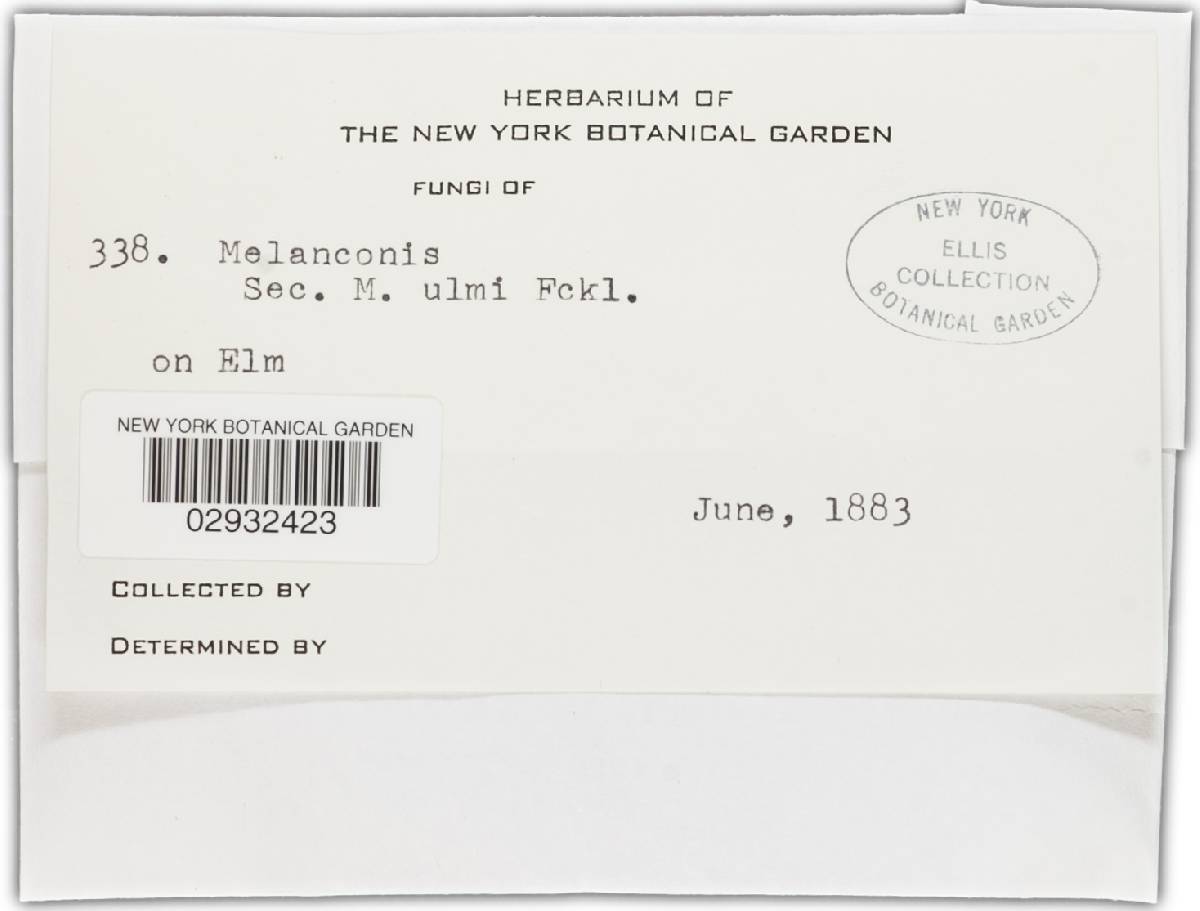 HERBARIUM OF
THE NEW YORK BOTANICAL GARDEN
FUNGI OF
338. Melanconis
Sec. M. ulmi Fckl.
on Elm
NEW YORK
ELLIS
COLLECTION
BOTANICAL GARDEN
NEW YORK BOTANICAL GARDEN
02932423
June, 1883
COLLECTED BY
DETERMINED BY